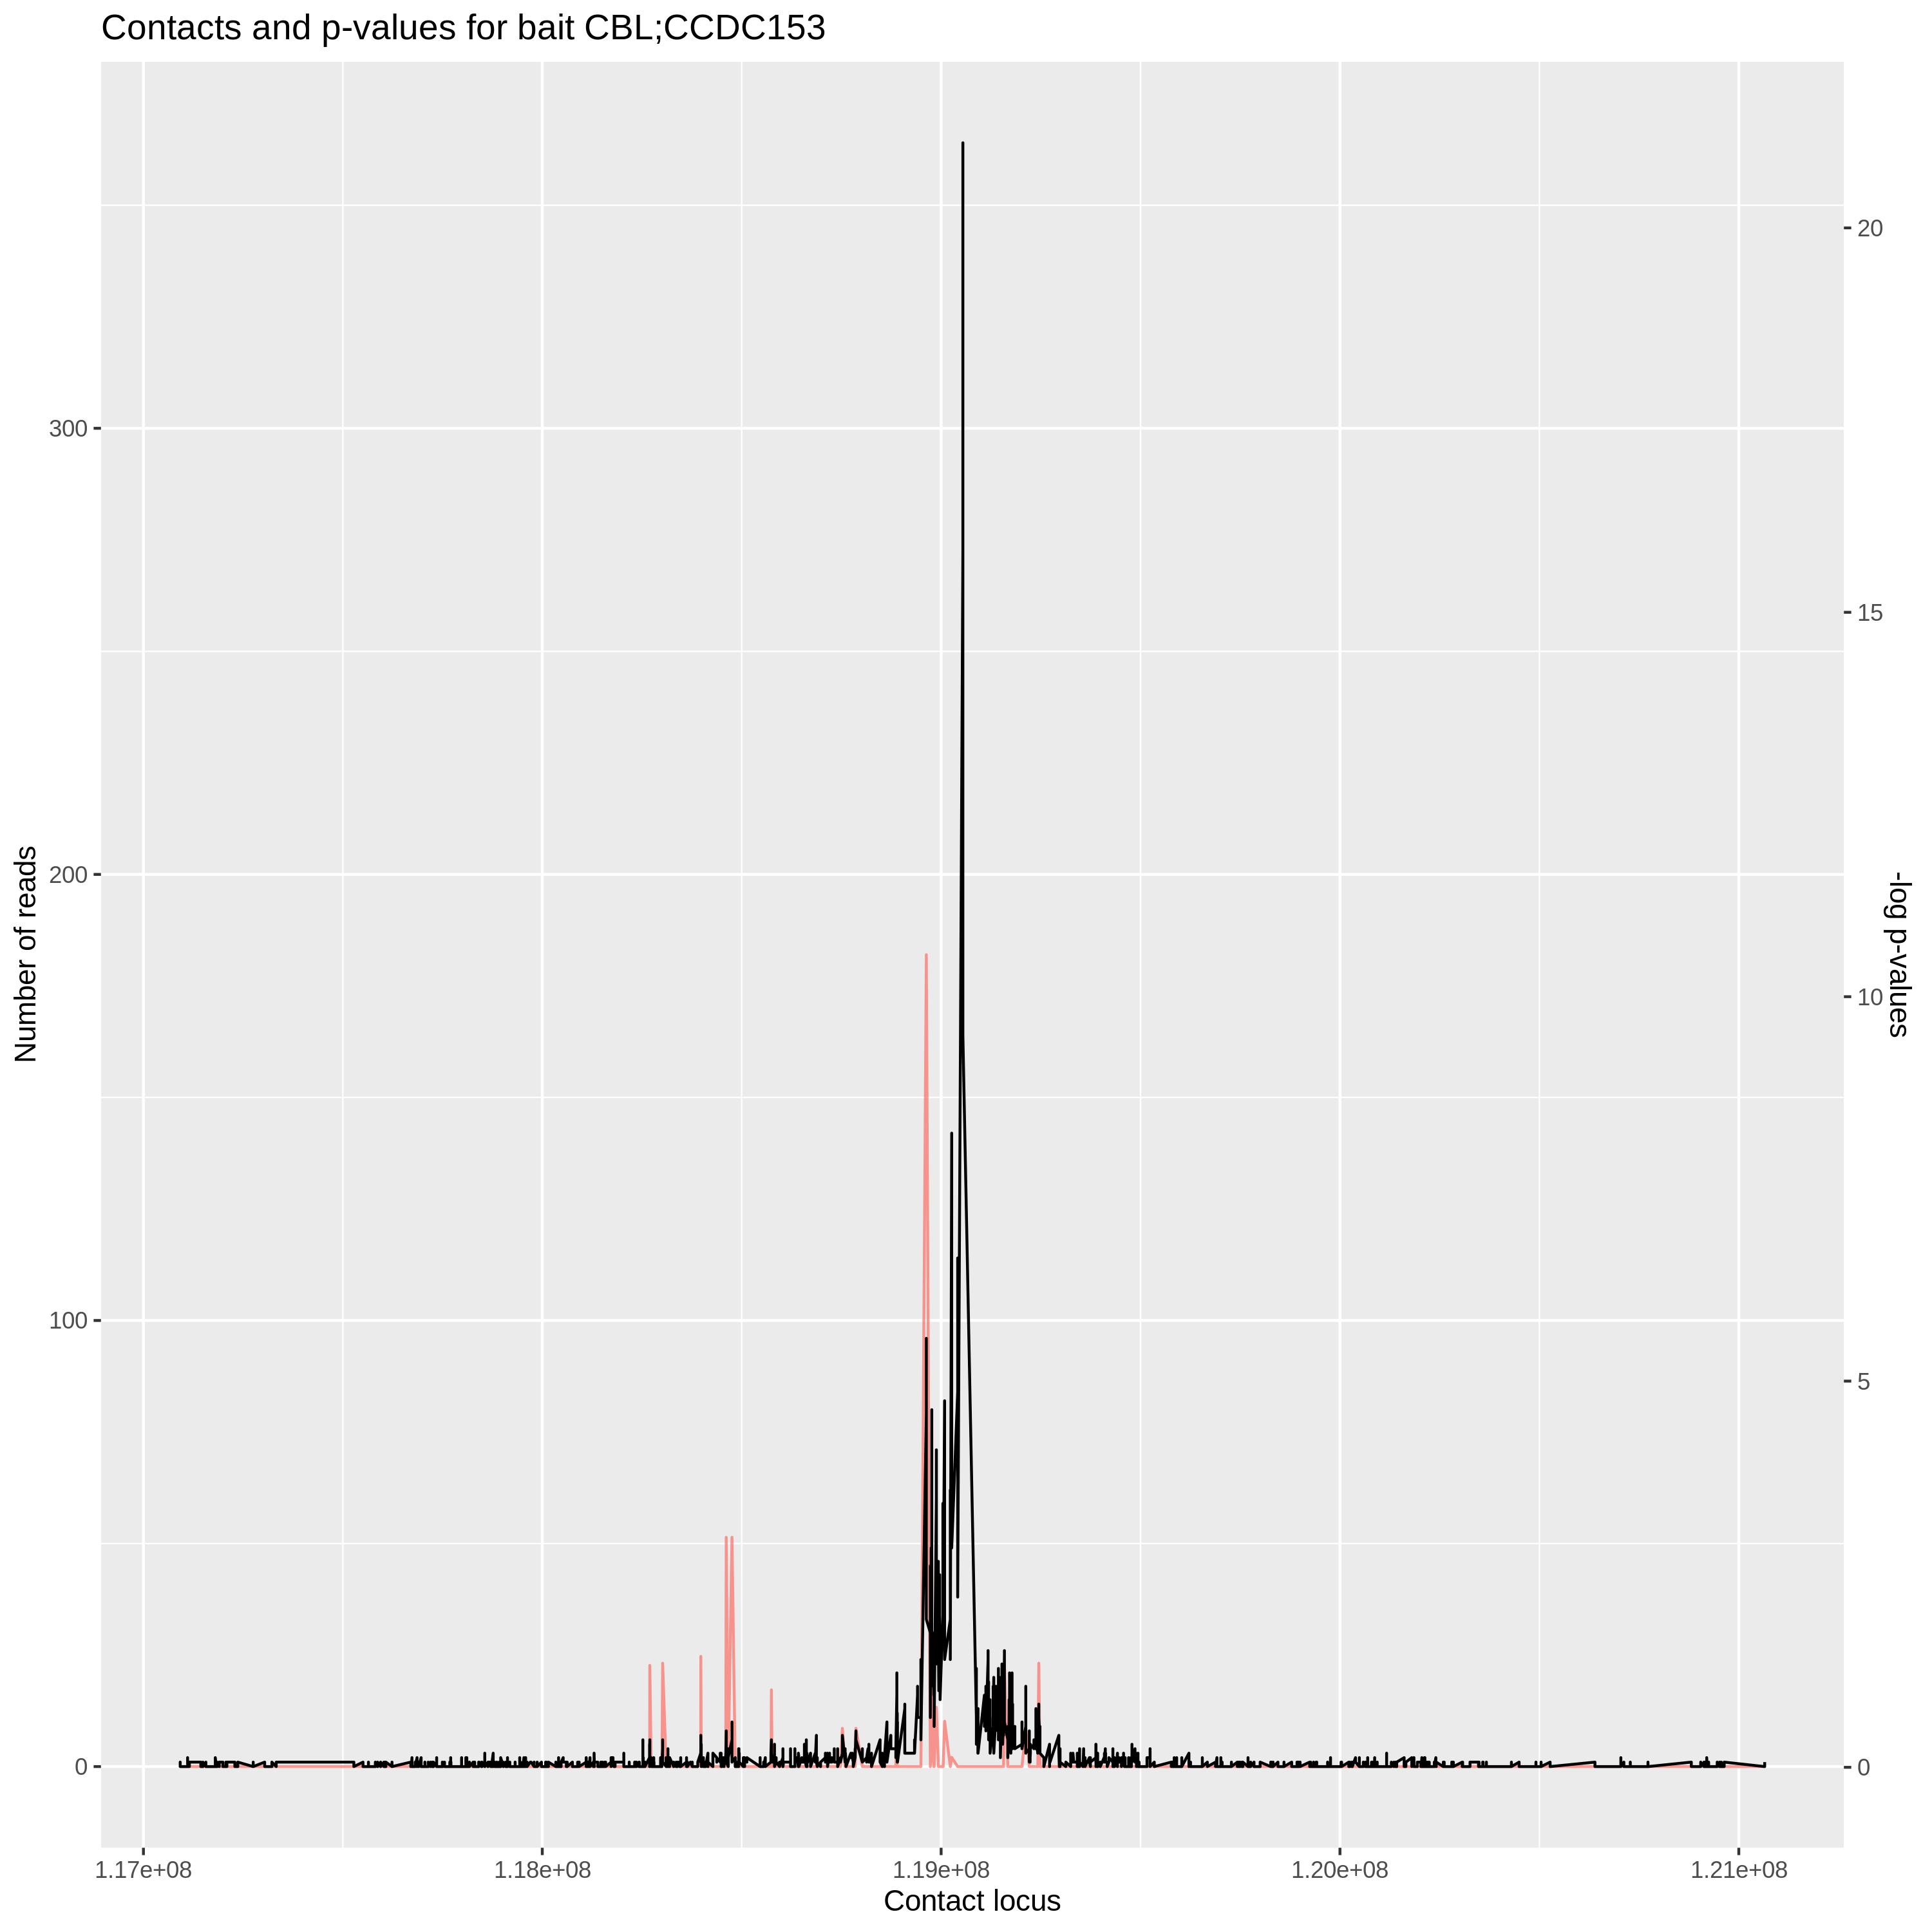 Contacts and p-values for bait CBL;CCDC153
300
200
100
0
Number of reads
20
15
10
5
0
-log p-values
1.17e+08 1.18e+08 1.19e+08 1.20e+08 1.21e+08
Contact locus